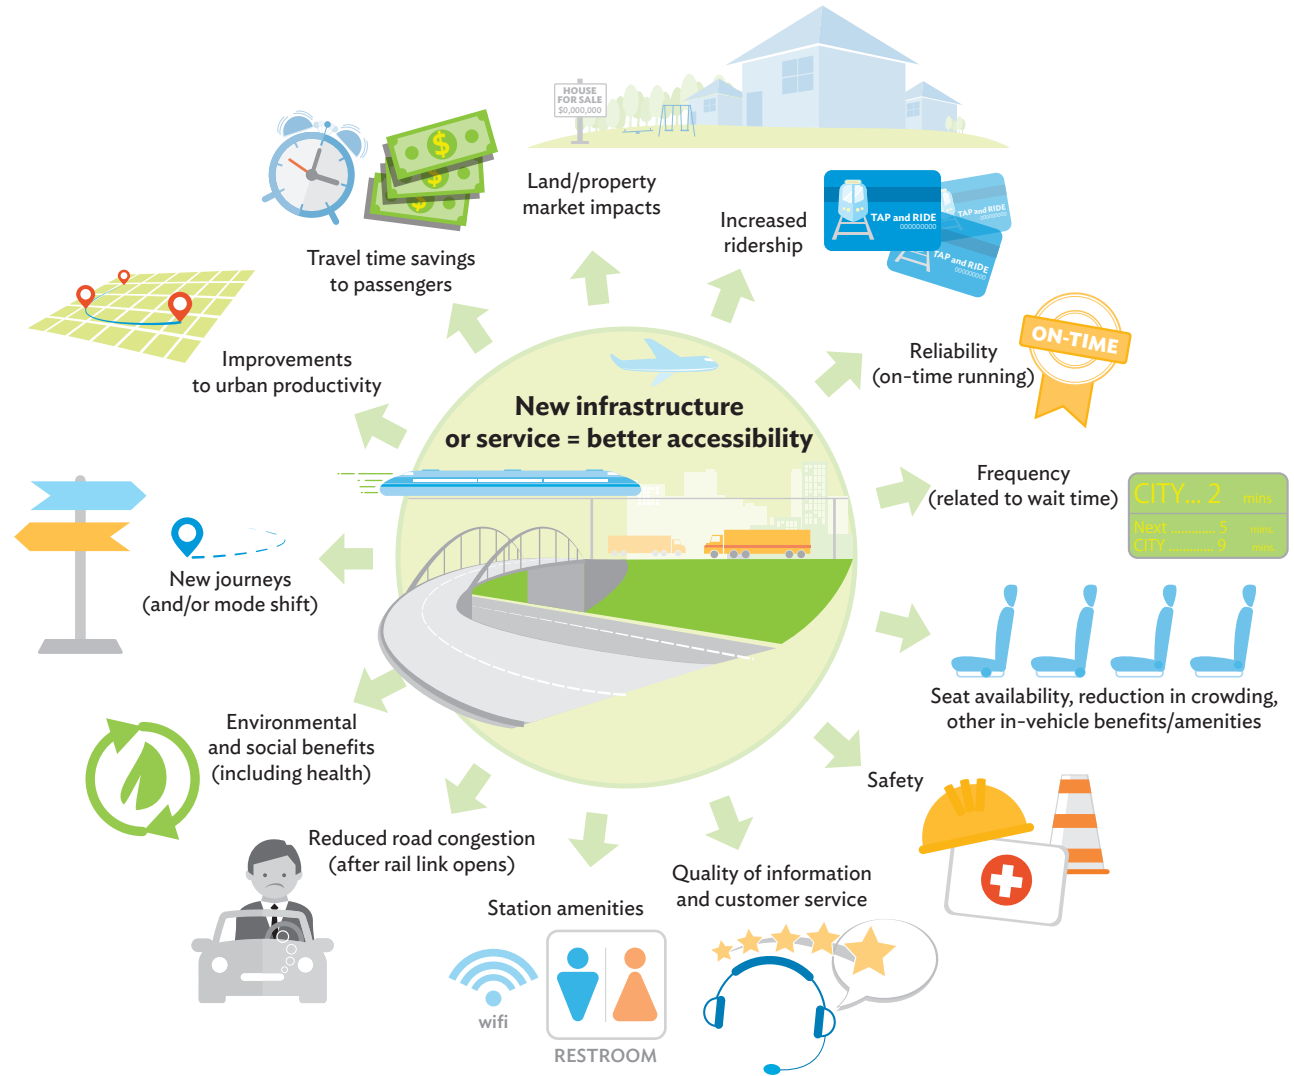 HOUSE
FOR SALE
$0,000,000
Land/property
market impacts
Increased
ridership
TAP and RIDE
000000000
TAP and RIDE
000000000
TAP and RIDE
000000000
Travel time savings
to passengers
Improvements
to urban productivity
Reliability
(on-time running)
ON-TIME
New infrastructure
or service = better accessibility
Frequency
(related to wait time)
CITY... 2 mins
Next ............ 5 mins.
CITY ............ 9 mins.
New journeys
(and/or mode shift)
Seat availability, reduction in crowding,
other in-vehicle benefits/amenities
Environmental
and social benefits
(including health)
Safety
Reduced road congestion
(after rail link opens)
Quality of information
and customer service
Station amenities
wifi
RESTROOM